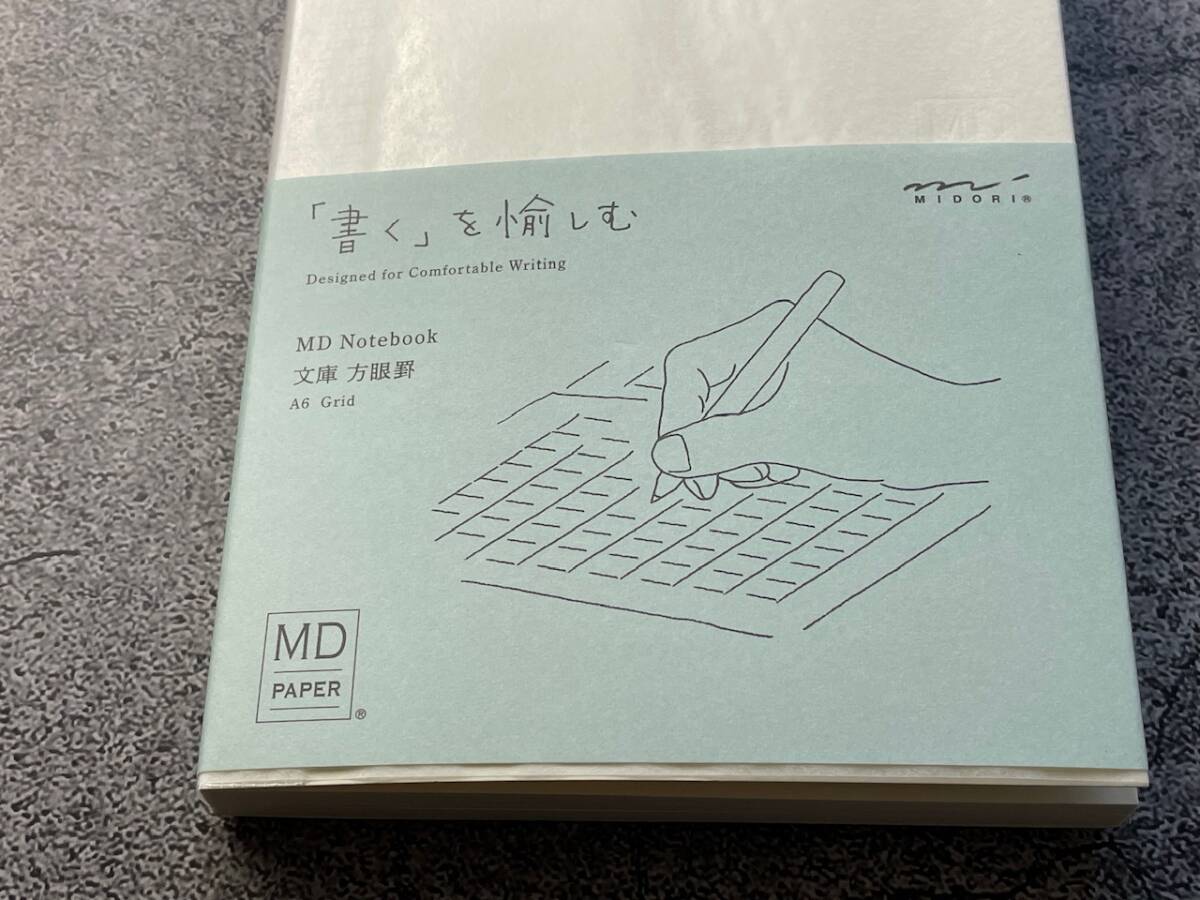 「書く」を愉しむ
Designed for Comfortable Writing
MIDORI®
MD Notebook
文庫 方眼罫
A6 Grid
MD
PAPER
®